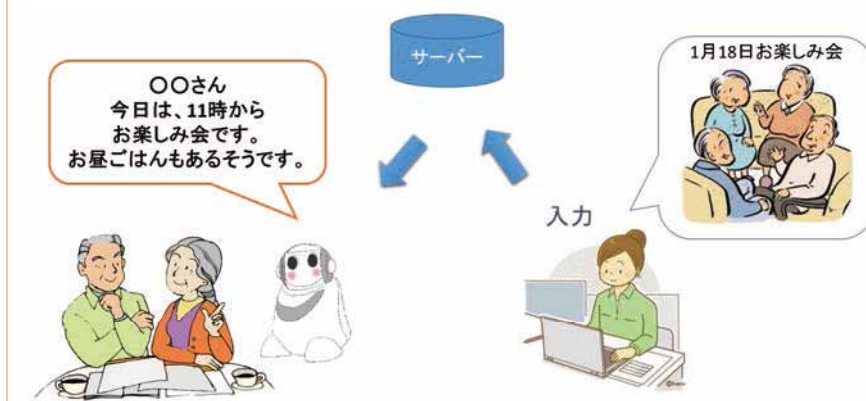 サーバー
1月18日お楽しみ会
〇〇さん
今日は、11時から
お楽しみ会です。
お昼ごはんもあるそうです。
入力